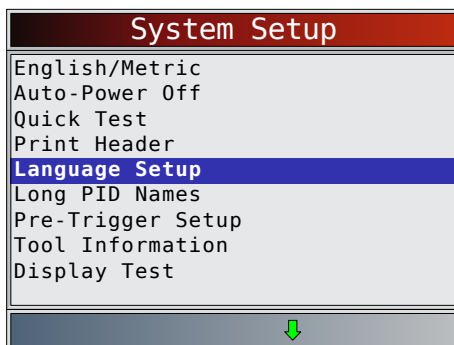 System Setup
English/Metric
Auto-Power Off
Quick Test
Print Header
Language Setup
Long PID Names
Pre-Trigger Setup
Tool Information
Display Test